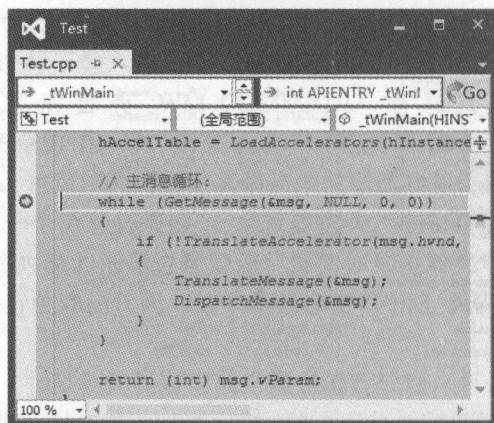 Test
Test.cpp
_tWinMain
int APIENTRY _tWinl
Go
Test
(全局范围)
_tWinMain(HINST
hAccelTable = LoadAccelerators(hInstance
// 主消息循环:
while (GetMessage(&msg, NULL, 0, 0))
{
if (!TranslateAccelerator(msg.hwnd,
{
TranslateMessage(&msg);
DispatchMessage(&msg);
}
}
return (int) msg.wParam;
100 %